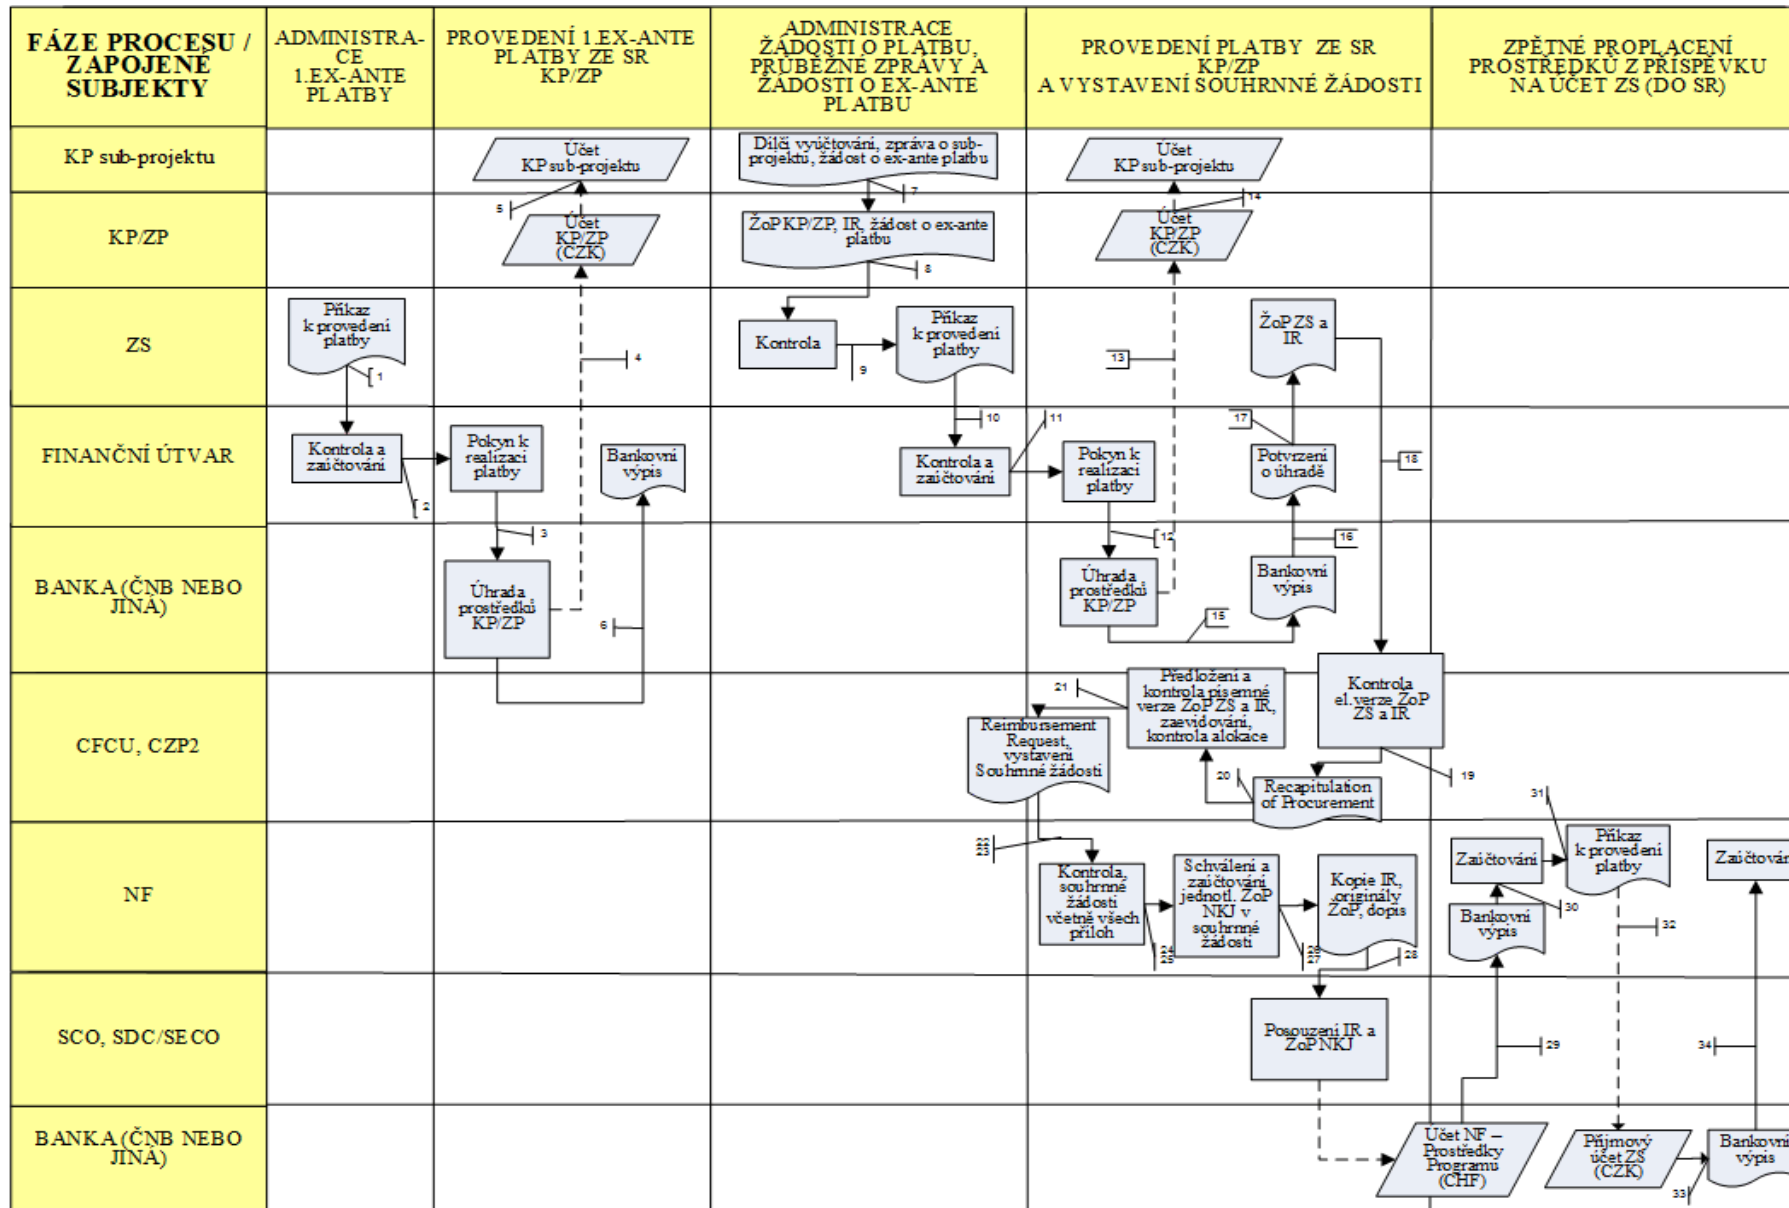 FÁZE PROCESU /
ZAPOJENÉ
SUBJEKTY
ADMINISTRA-
CE
1.EX-ANTE
PLATBY
PROVEDENÍ 1.EX-ANTE
PLATBY ZE SR
KP/ZP
ADMINISTRACE
ŽÁDOSTI O PLATBU,
PRŮBĚŽNÉ ZPRÁVY A
ŽÁDOSTI O EX-ANTE
PLATBU
PROVEDENÍ PLATBY ZE SR
KP/ZP
A VYSTAVENÍ SOUHRNNÉ ŽÁDOSTI
ZPĚTNÉ PROPLACENÍ
PROSTŘEDKŮ Z PŘÍSPĚVKU
NA ÚČET ZS (DO SR)
KP sub-projektu
Účet
KP sub-projektu
Dílčí vyúčtování, zpráva o sub-
projektu, žádost o ex-ante platbu
Účet
KP sub-projektu
5
7
14
KP/ZP
Účet
KP/ZP
(CZK)
ŽoP KP/ZP, IR, žádost o ex-ante
platbu
Účet
KP/ZP
(CZK)
8
ZS
Příkaz
k provedení
platby
1
4
Kontrola
9
Příkaz
k provedení
platby
13
ŽoP ZS a
IR
FINANČNÍ ÚTVAR
Kontrola a
zaúčtování
2
Pokyn k
realizaci
platby
3
Bankovní
výpis
10
Kontrola a
zaúčtování
11
Pokyn k
realizaci
platby
12
17
Potvrzení
o úhradě
18
BANKA (ČNB NEBO
JINÁ)
Úhrada
prostředků
KP/ZP
6
Úhrada
prostředků
KP/ZP
15
16
Bankovní
výpis
CFCU, CZP2
Reimbursement
Request,
vystavení
Souhrnné žádosti
21
Předložení a
kontrola písemné
verze ŽoP ZS a IR,
zaevidování,
kontrola alokace
Kontrola
el. verze ŽoP
ZS a IR
19
20
Recapitulation
of Procurement
31
NF
22
23
Kontrola,
souhrnné
žádosti
včetně všech
příloh
24
25
Schválení a
zaúčtování
jednotl. ŽoP
NKJ v
souhrnné
žádosti
26
27
Kopie IR,
originály
ŽoP, dopis
28
Zaúčtování
30
Bankovní
výpis
Příkaz
k provedení
platby
32
Zaúčtován
SCO, SDC/SECO
Posouzení IR a
ŽoP NKJ
29
34
BANKA (ČNB NEBO
JINÁ)
Účet NF –
Prostředky
Programu
(CHF)
Příjmový
účet ZS
(CZK)
33
Bankovní
výpis